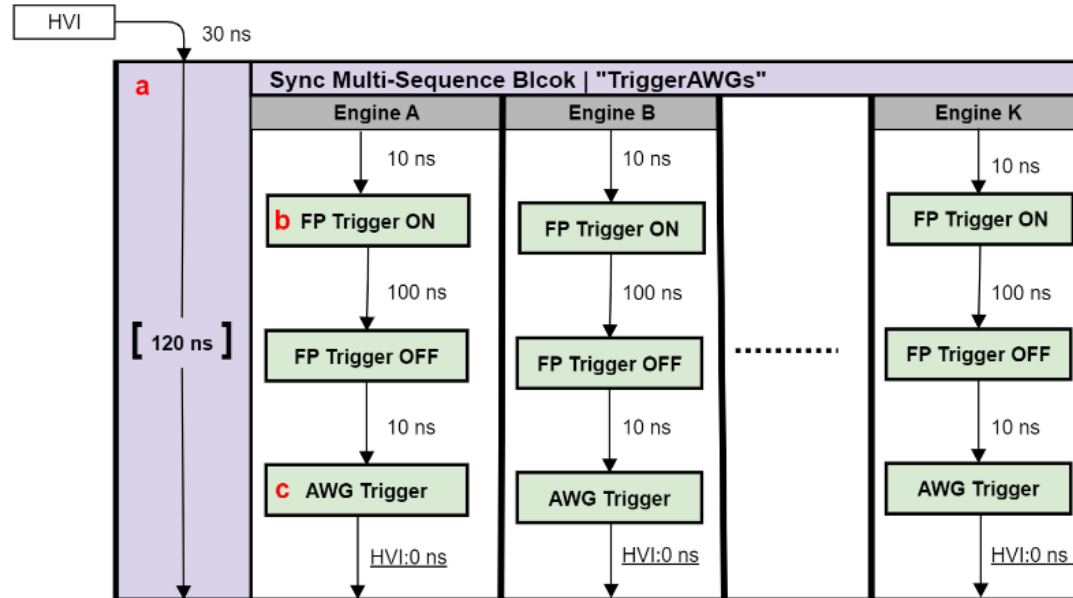 HVI
30 ns
a
Sync Multi-Sequence Blcok | "TriggerAWGs"
Engine A
Engine B
Engine K
10 ns
10 ns
10 ns
b FP Trigger ON
FP Trigger ON
FP Trigger ON
100 ns
100 ns
100 ns
[ 120 ns ]
FP Trigger OFF
FP Trigger OFF
FP Trigger OFF
10 ns
10 ns
10 ns
c AWG Trigger
AWG Trigger
AWG Trigger
HVI:0 ns
HVI:0 ns
HVI:0 ns